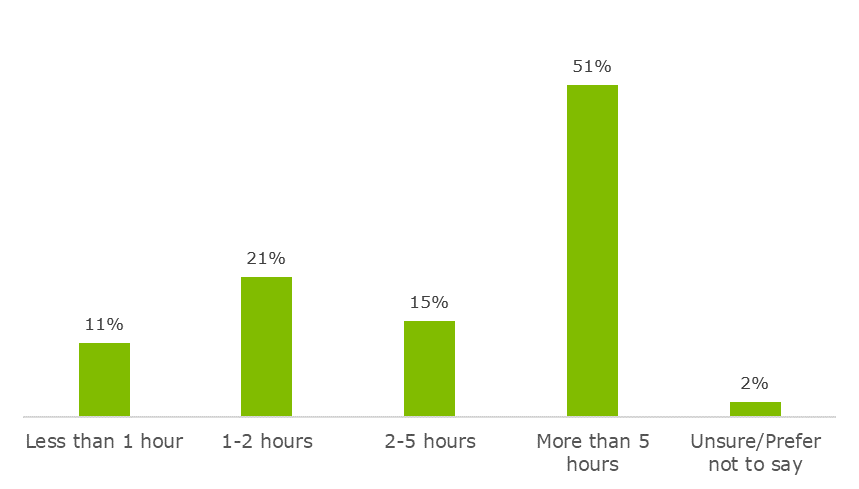 51%
21%
15%
11%
2%
Less than 1 hour
1-2 hours
2-5 hours
More than 5
hours
Unsure/Prefer
not to say